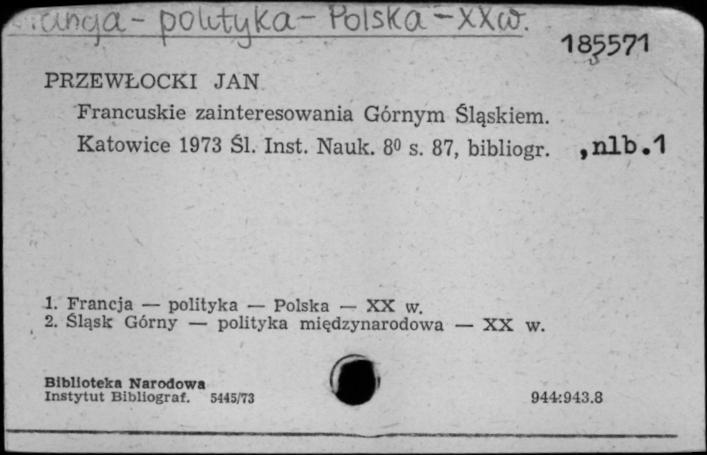 Francja - polityka - Polska - XX w.
185571
PRZEWŁOCKI JAN
Francuskie zainteresowania Górnym Śląskiem.
Katowice 1973 Śl. Inst. Nauk. 8⁰ s. 87, bibliogr. ,nlb.1
1. Francja — polityka — Polska — XX w.
2. Śląsk Górny — polityka międzynarodowa — XX w.
Biblioteka Narodowa
Instytut Bibliograf. 5445/73 944:943.8